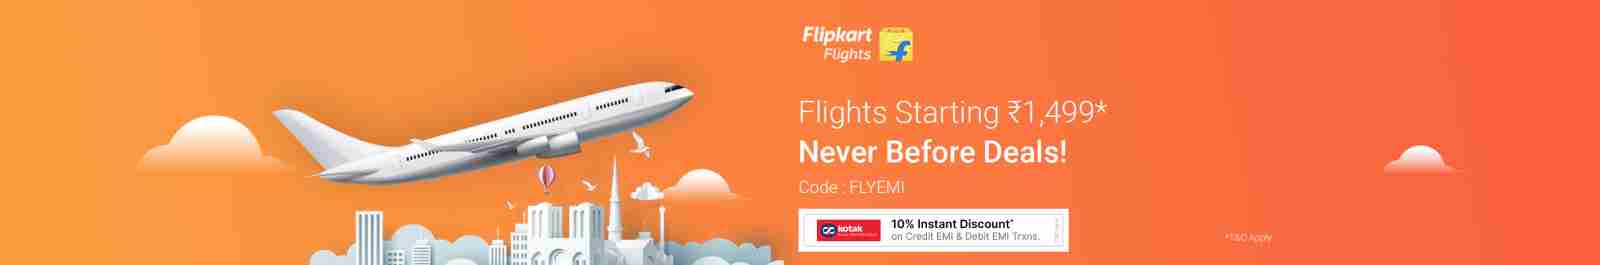 Flipkart
Flights
Flights Starting ₹1,499*
Never Before Deals!
Code : FLYEMI
kotak
10% Instant Discount*
on Credit EMI & Debit EMI Trxns.
*T&C Apply